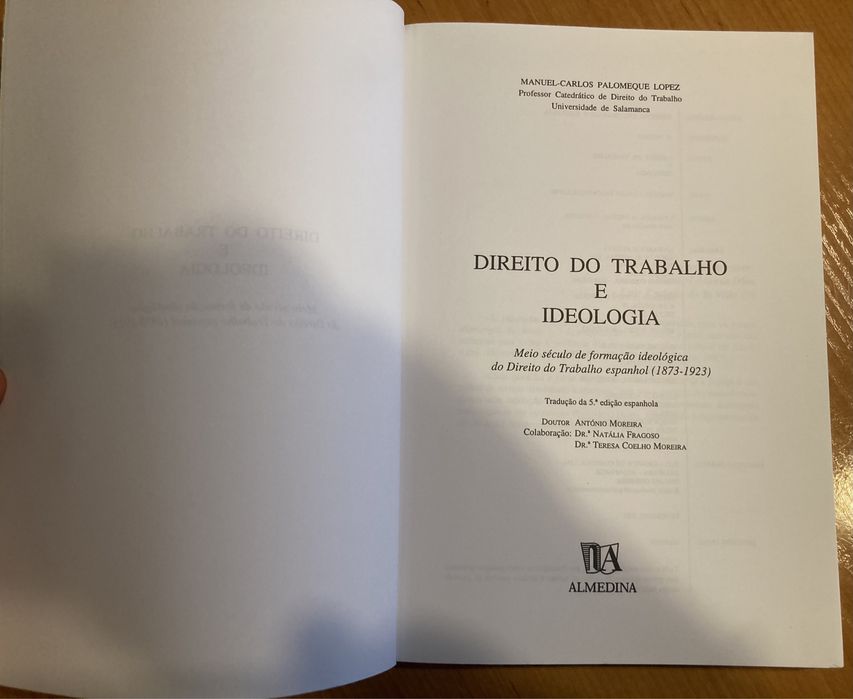 MANUEL-CARLOS PALOMEQUE LOPEZ
Professor Catedrático de Direito do Trabalho
Universidade de Salamanca
DIREITO DO TRABALHO
E
IDEOLOGIA
Meio século de formação ideológica
do Direito do Trabalho espanhol (1873-1923)
Tradução da 5.ª edição espanhola
DOUTOR ANTÓNIO MOREIRA
Colaboração: DR.ª NATÁLIA FRAGOSO
DR.ª TERESA COELHO MOREIRA
ALMEDINA